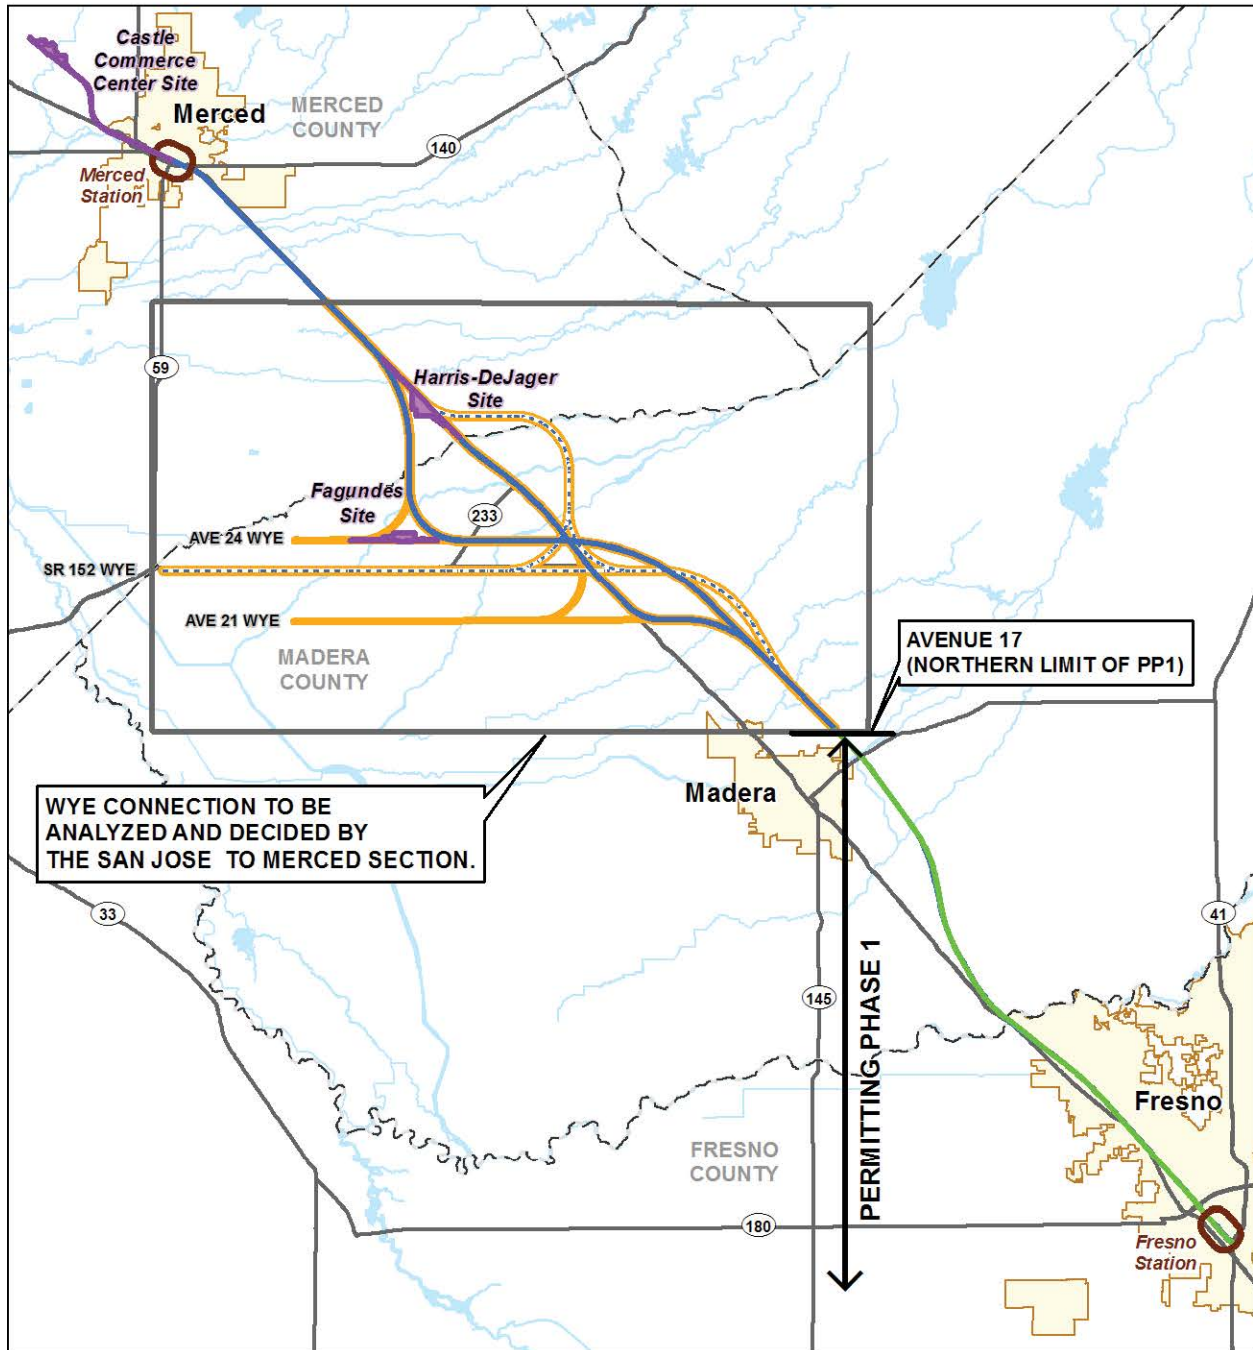 Castle
Commerce
Center Site
Merced
MERCED
COUNTY
140
Merced
Station
59
Harris-DeJager
Site
Fagundes
Site
233
AVE 24 WYE
SR 152 WYE
AVE 21 WYE
MADERA
COUNTY
AVENUE 17
(NORTHERN LIMIT OF PP1)
Madera
WYE CONNECTION TO BE
ANALYZED AND DECIDED BY
THE SAN JOSE TO MERCED SECTION.
33
41
145
PERMITTING PHASE 1
Fresno
FRESNO
COUNTY
180
Fresno
Station